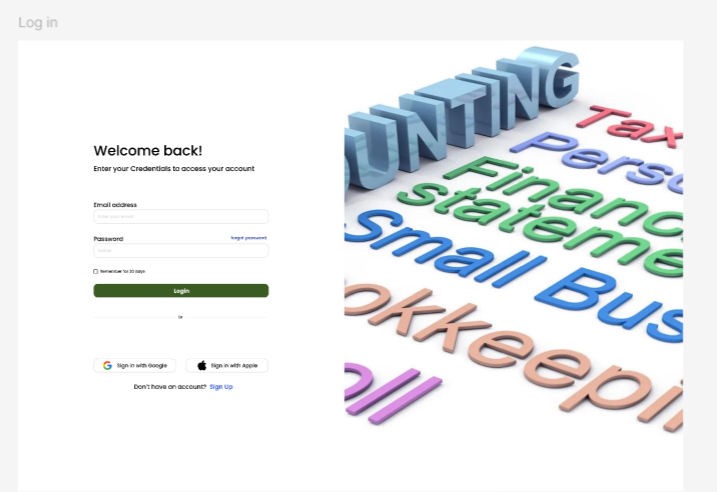 Log in
Welcome back!
Enter your Credentials to access your account
Email address
Enter your email
Password
forgot password
Name
Remember for 30 days
Login
Or
Sign in with Google
Sign in with Apple
Don't have an account? Sign Up
OUNTING
Tax
Perso
Financ
stateme
Small Bus
okkeepi
oll